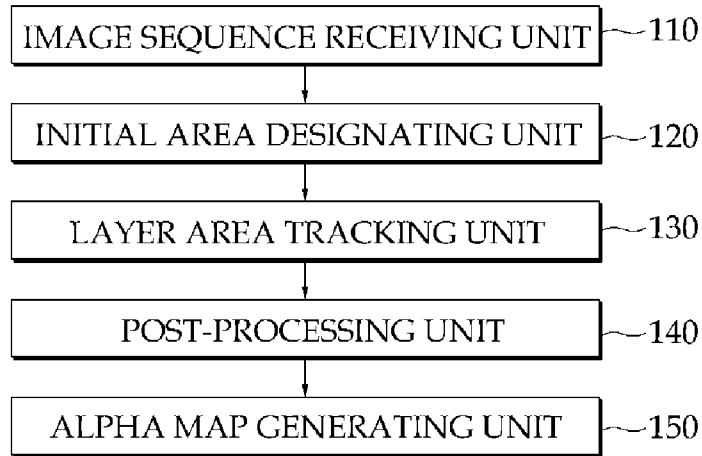 IMAGE SEQUENCE RECEIVING UNIT 110
INITIAL AREA DESIGNATING UNIT 120
LAYER AREA TRACKING UNIT 130
POST-PROCESSING UNIT 140
ALPHA MAP GENERATING UNIT 150